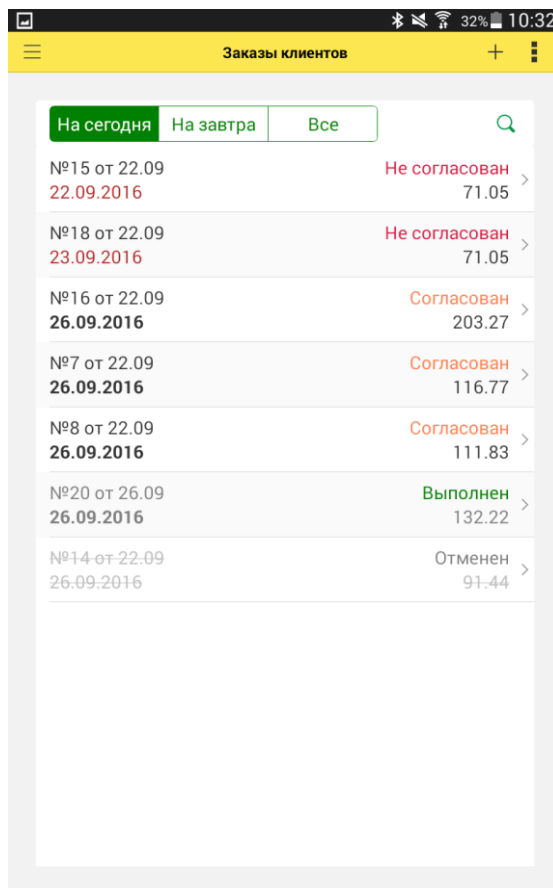 32% 10:32
Заказы клиентов
На сегодня На завтра Все
№15 от 22.09 Не согласован
22.09.2016 71.05
№18 от 22.09 Не согласован
23.09.2016 71.05
№16 от 22.09 Согласован
26.09.2016 203.27
№7 от 22.09 Согласован
26.09.2016 116.77
№8 от 22.09 Согласован
26.09.2016 111.83
№20 от 26.09 Выполнен
26.09.2016 132.22
№14 от 22.09 Отменен
26.09.2016 91.44